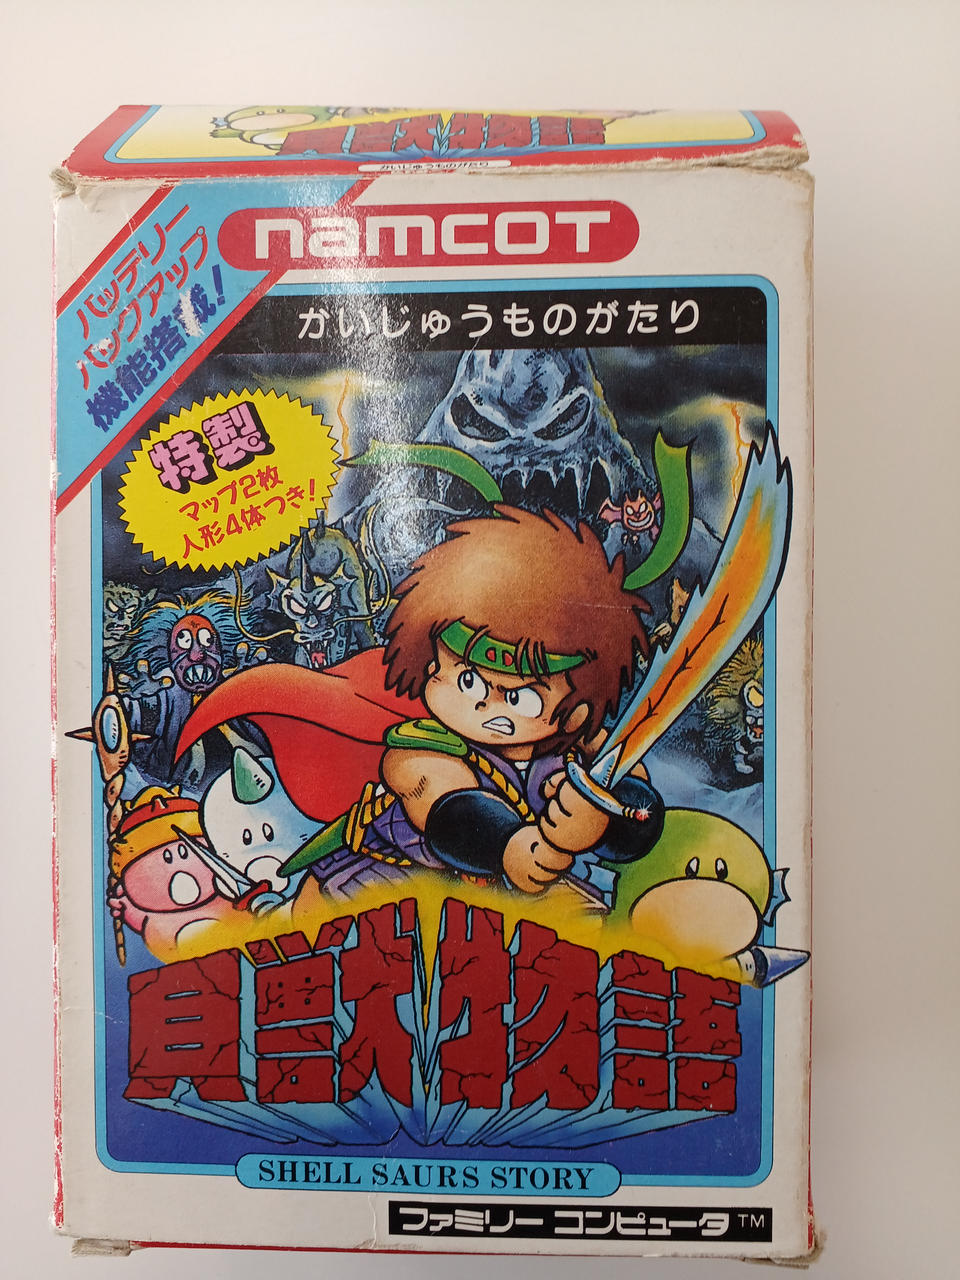 貝獣物語
かいじゅうものがたり
namcot
バッテリー
バックアップ
機能搭載!
かいじゅうものがたり
特製
マップ2枚
人形4体つき!
貝獣物語
SHELL SAURS STORY
ファミリーコンピュータ TM